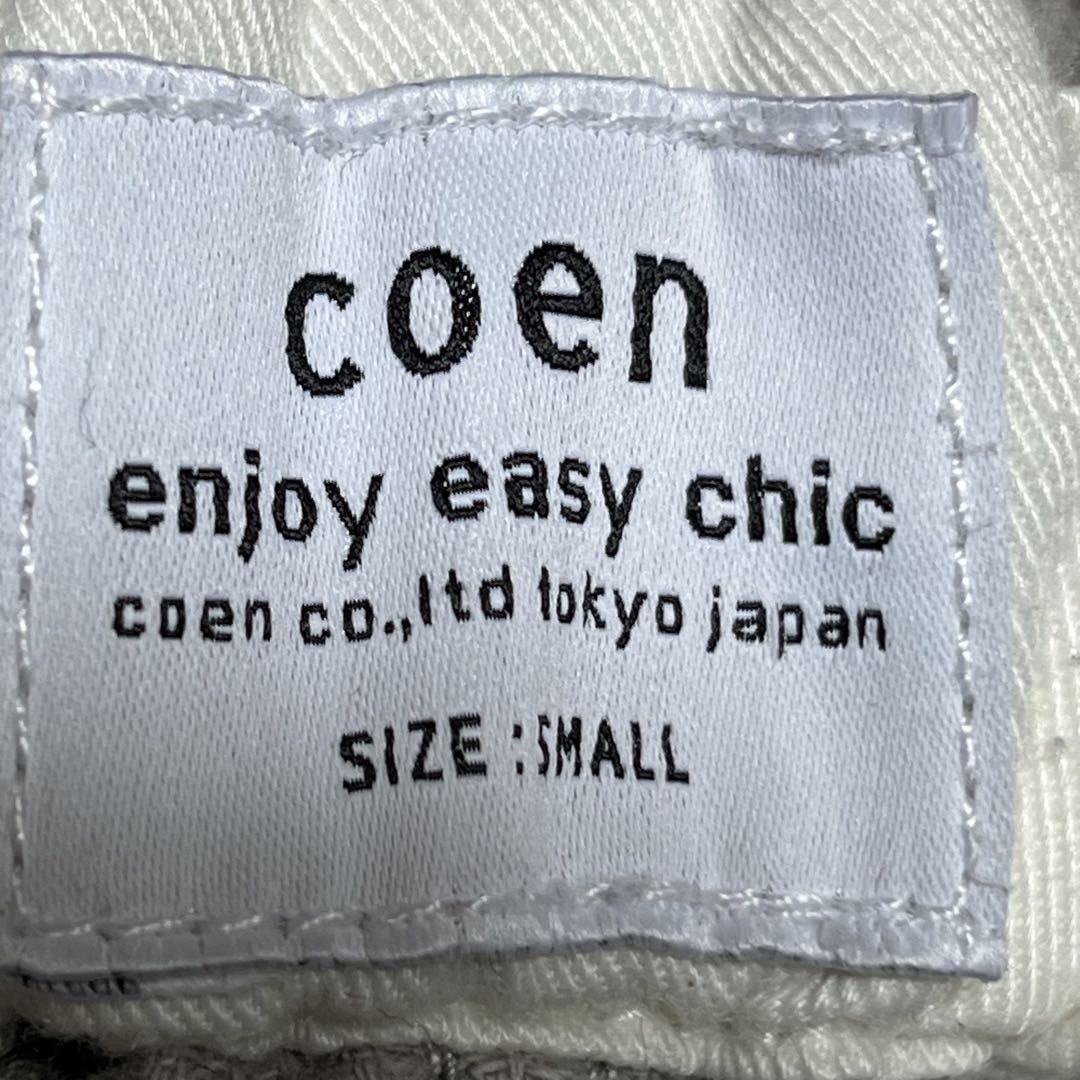 coen
enjoy easy chic
coen co.,ltd tokyo japan
SIZE :SMALL